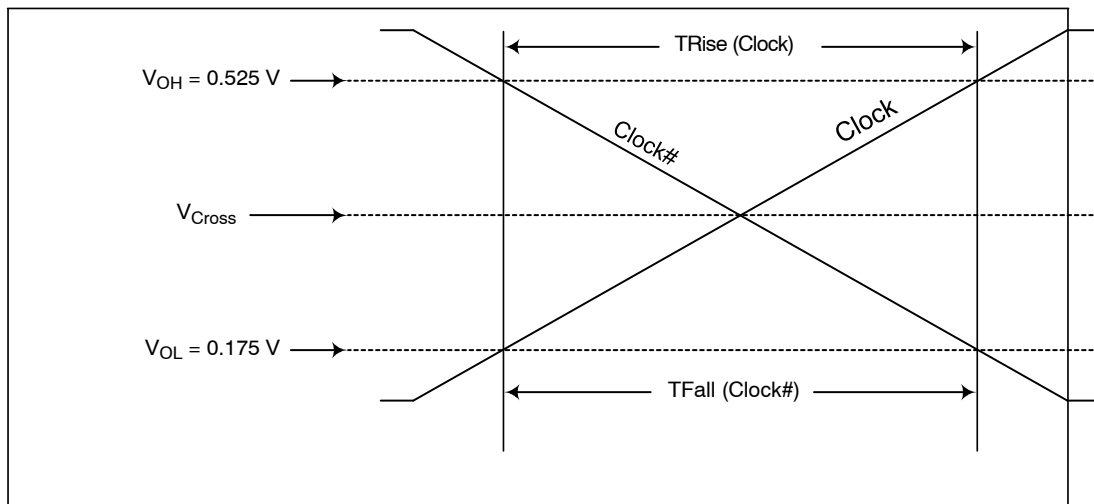 TRise (Clock)
V_OH = 0.525 V
Clock#
Clock
V_Cross
V_OL = 0.175 V
TFall (Clock#)